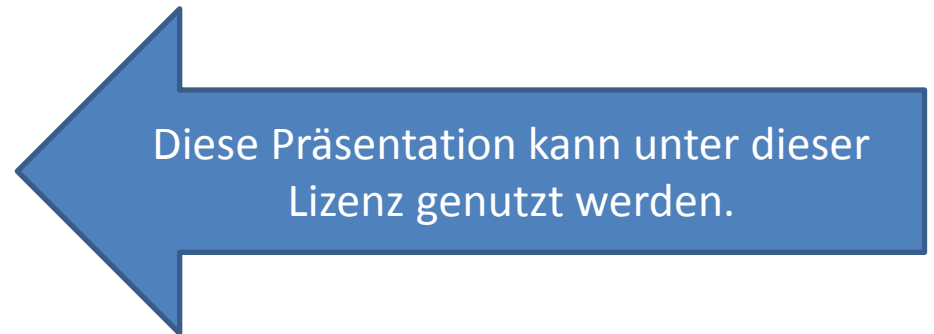 Diese Präsentation kann unter dieser
Lizenz genutzt werden.